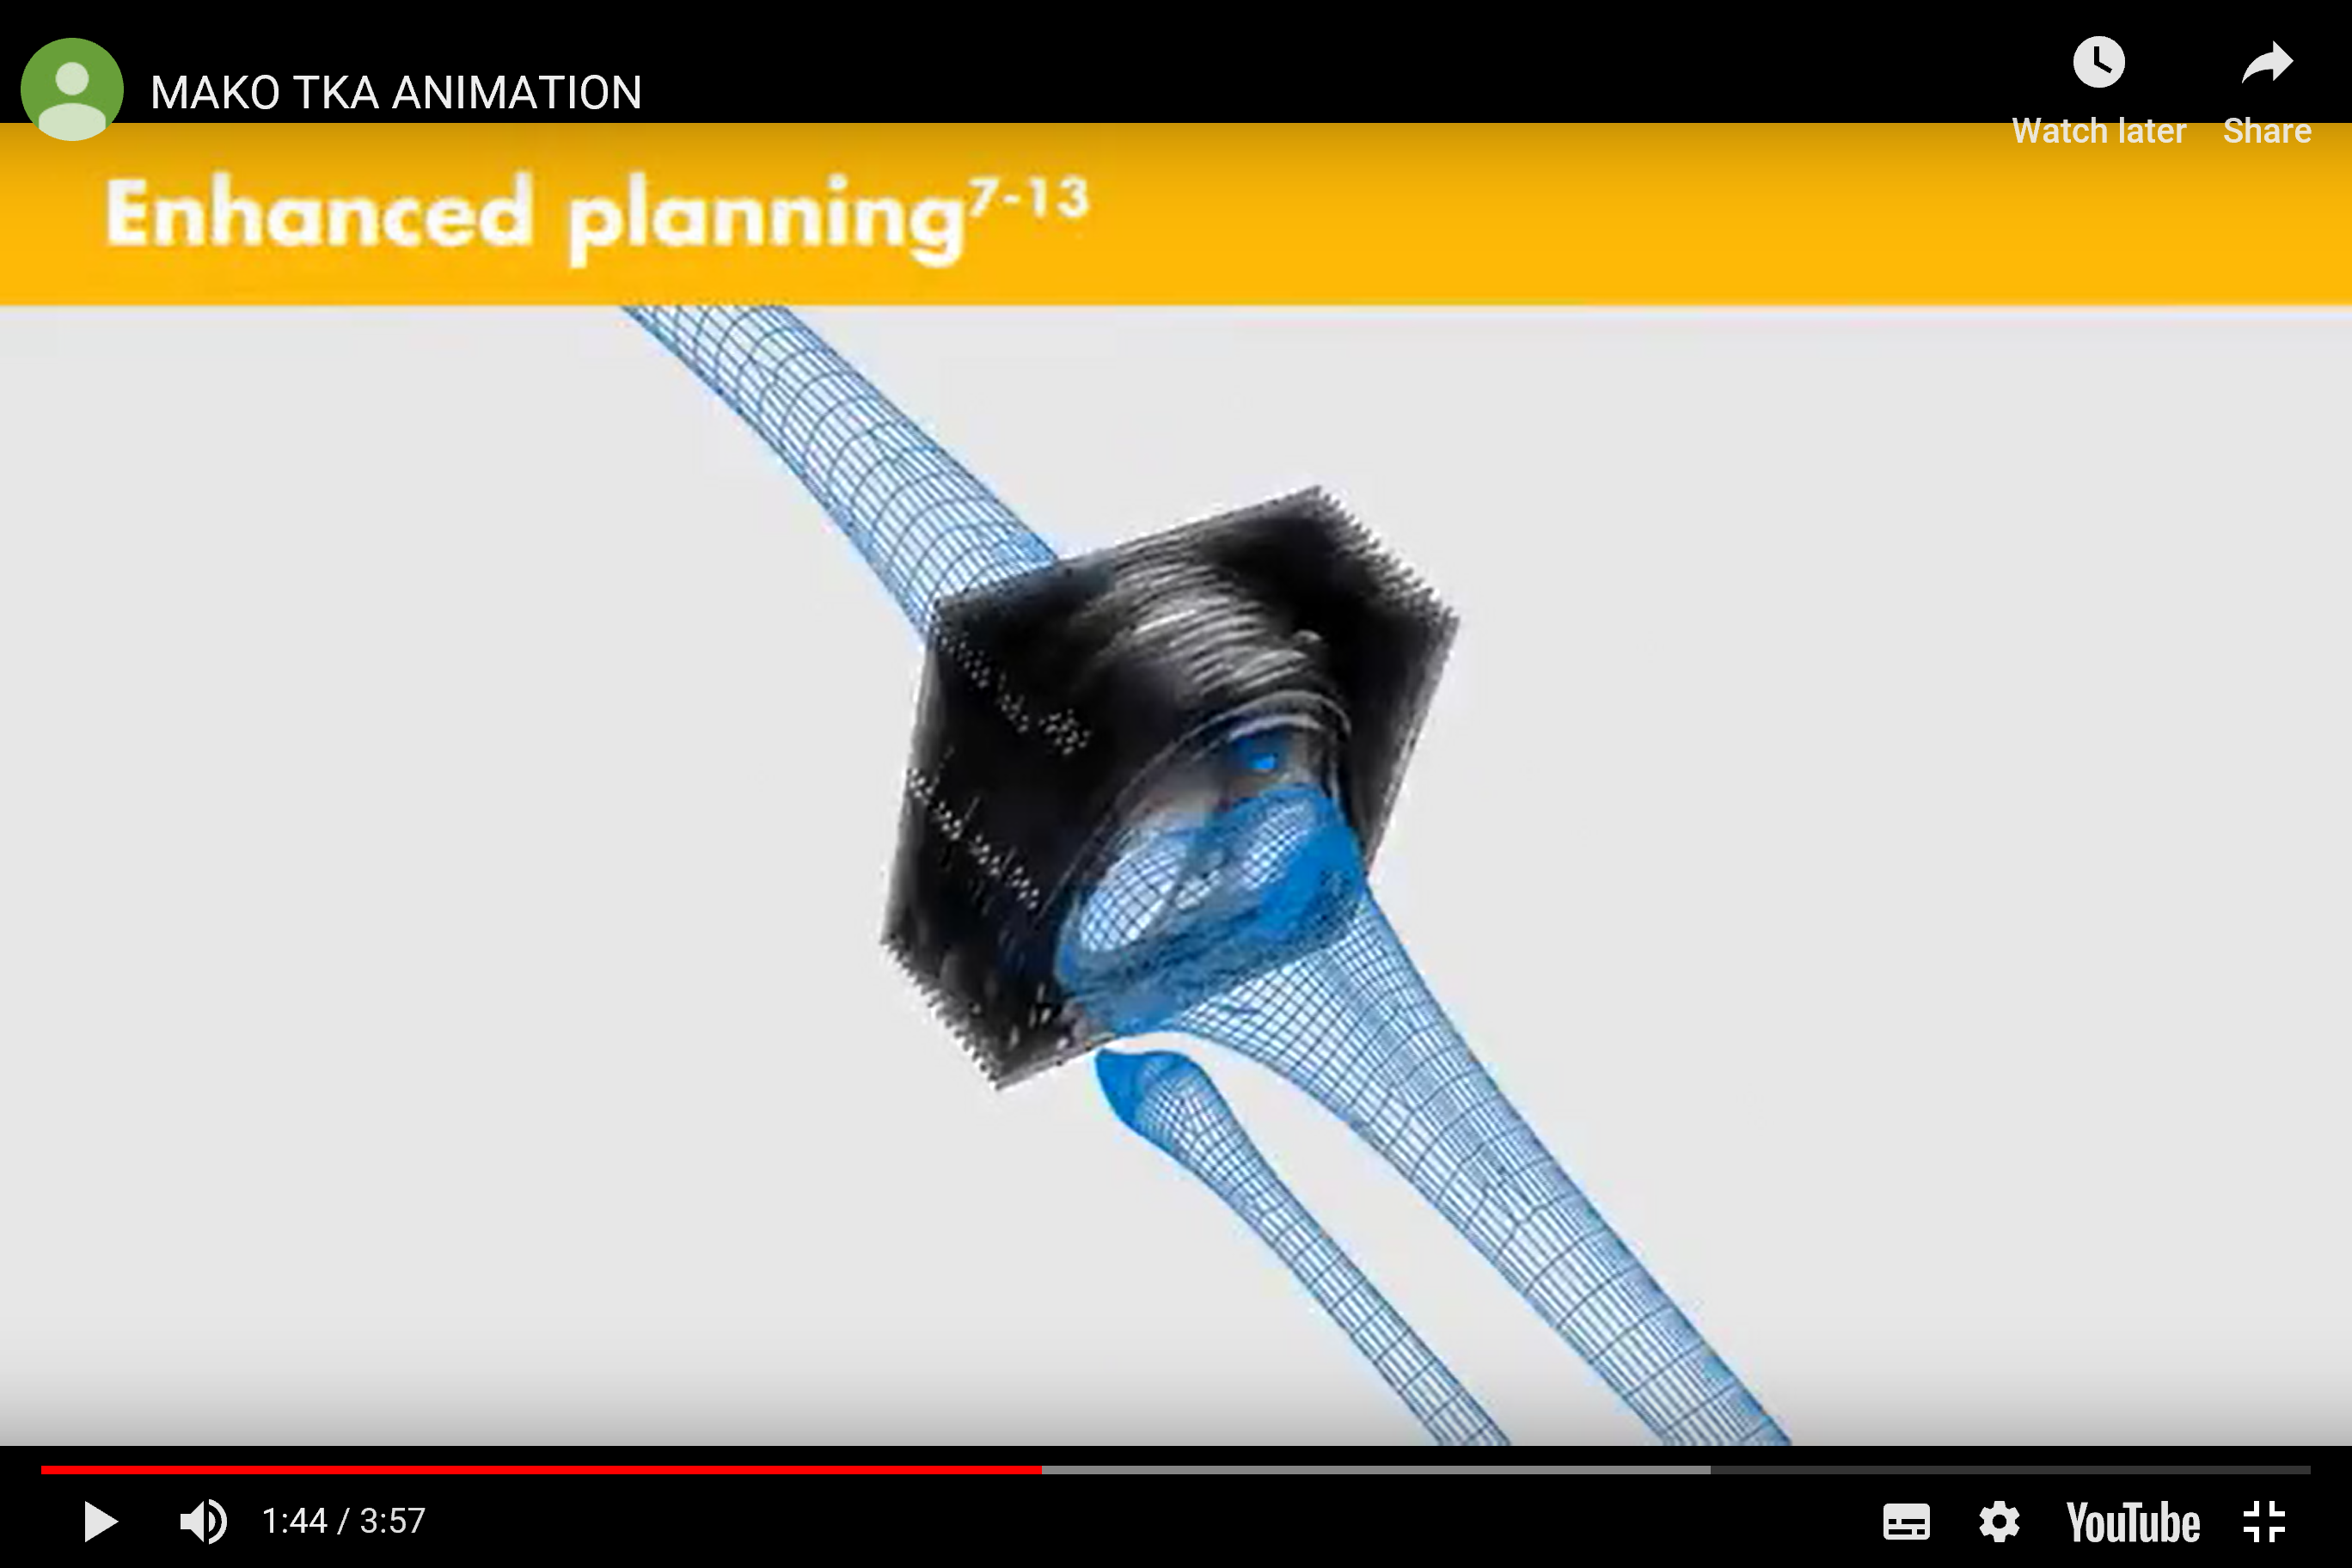 MAKO TKA ANIMATION
Watch later
Share
Enhanced planning⁷⁻¹³
1:44 / 3:57
YouTube